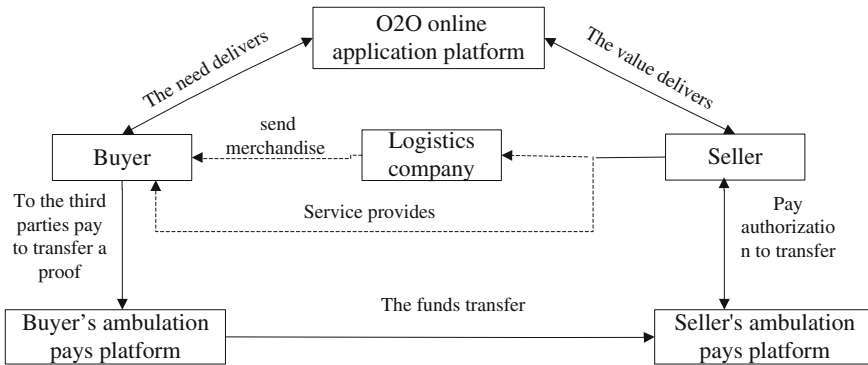 O2O online
application platform
The need delivers
The value delivers
send
merchandise
Buyer
Logistics
company
Seller
To the third
parties pay
to transfer a
proof
Service provides
Pay
authorizatio
n to transfer
The funds transfer
Buyer's ambulation
pays platform
Seller's ambulation
pays platform